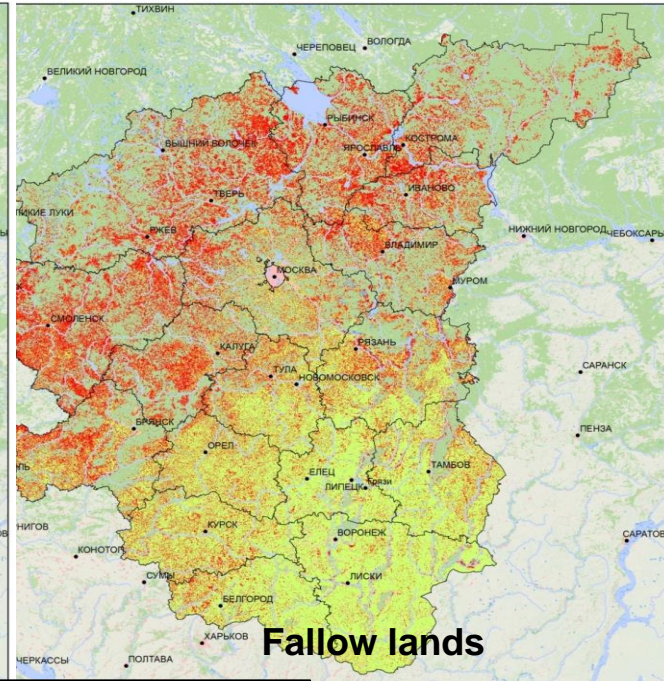 ТИХВИН
ЧЕРЕПОВЕЦ
ВОЛОГДА
ВЕЛИКИЙ НОВГОРОД
РЫБИНСК
ВЫШНИЙ ВОЛОЧЕК
ЯРОСЛАВЛЬ
КОСТРОМА
ТВЕРЬ
ИВАНОВО
ИКИЕ ЛУКИ
РЖЕВ
НИЖНИЙ НОВГОРОД
ЧЕБОКСАРЫ
ВЛАДИМИР
МОСКВА
МУРОМ
СМОЛЕНСК
КАЛУГА
РЯЗАНЬ
САРАНСК
ТУЛА
НОВОМОСКОВСК
БРЯНСК
ПЕНЗА
ОРЕЛ
ЕЛЕЦ
ТАМБОВ
ЛИПЕЦК
Грязи
НИГОВ
КУРСК
ВОРОНЕЖ
САРАТОВ
КОНОТОП
СУМЫ
ЛИСКИ
БЕЛГОРОД
ХАРЬКОВ
Fallow lands
ЧЕРКАССЫ
ПОЛТАВА